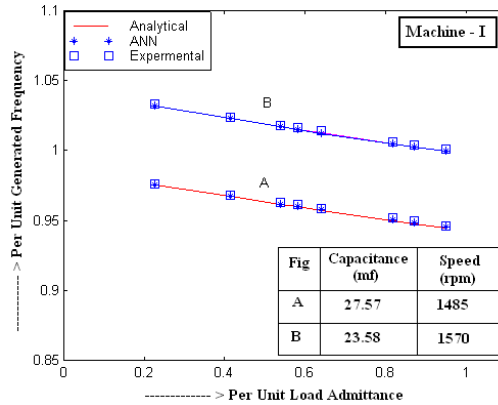 Analytical
ANN
Expermental
Machine - I
1.1
1.05
1
0.95
0.9
0.85
B
A
----------- > Per Unit Generated Frequency
Fig Capacitance (mf) Speed (rpm)
A 27.57 1485
B 23.58 1570
0 0.2 0.4 0.6 0.8 1
------------- > Per Unit Load Admittance